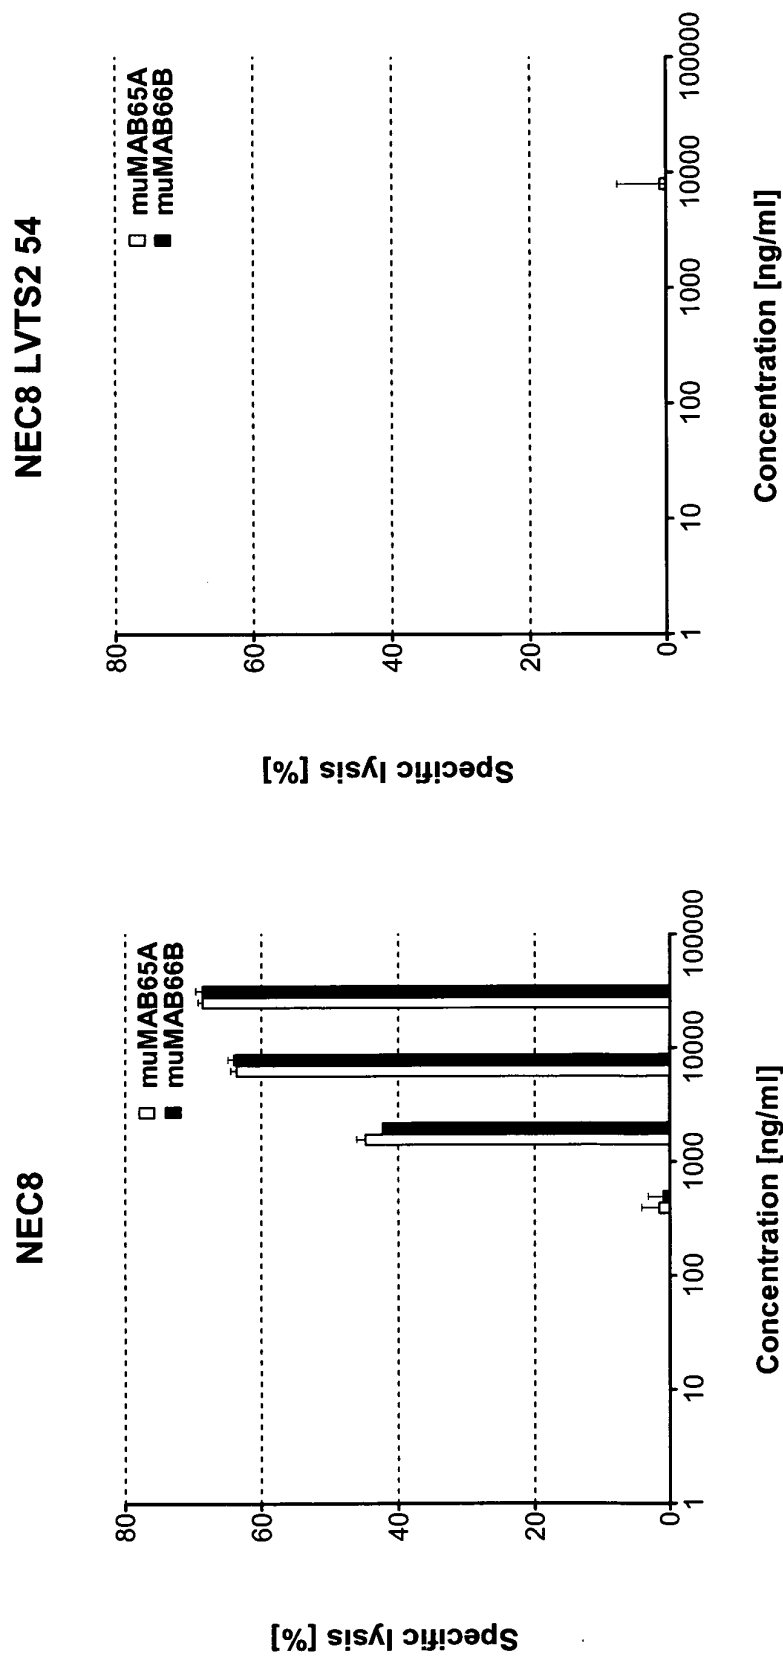 NEC8
Specific lysis [%]
80
60
40
20
0
muMAB65A
muMAB66B
1
10
100
1000
10000
100000
Concentration [ng/ml]
NEC8 LVTS2 54
Specific lysis [%]
80
60
40
20
0
muMAB65A
muMAB66B
1
10
100
1000
10000
100000
Concentration [ng/ml]